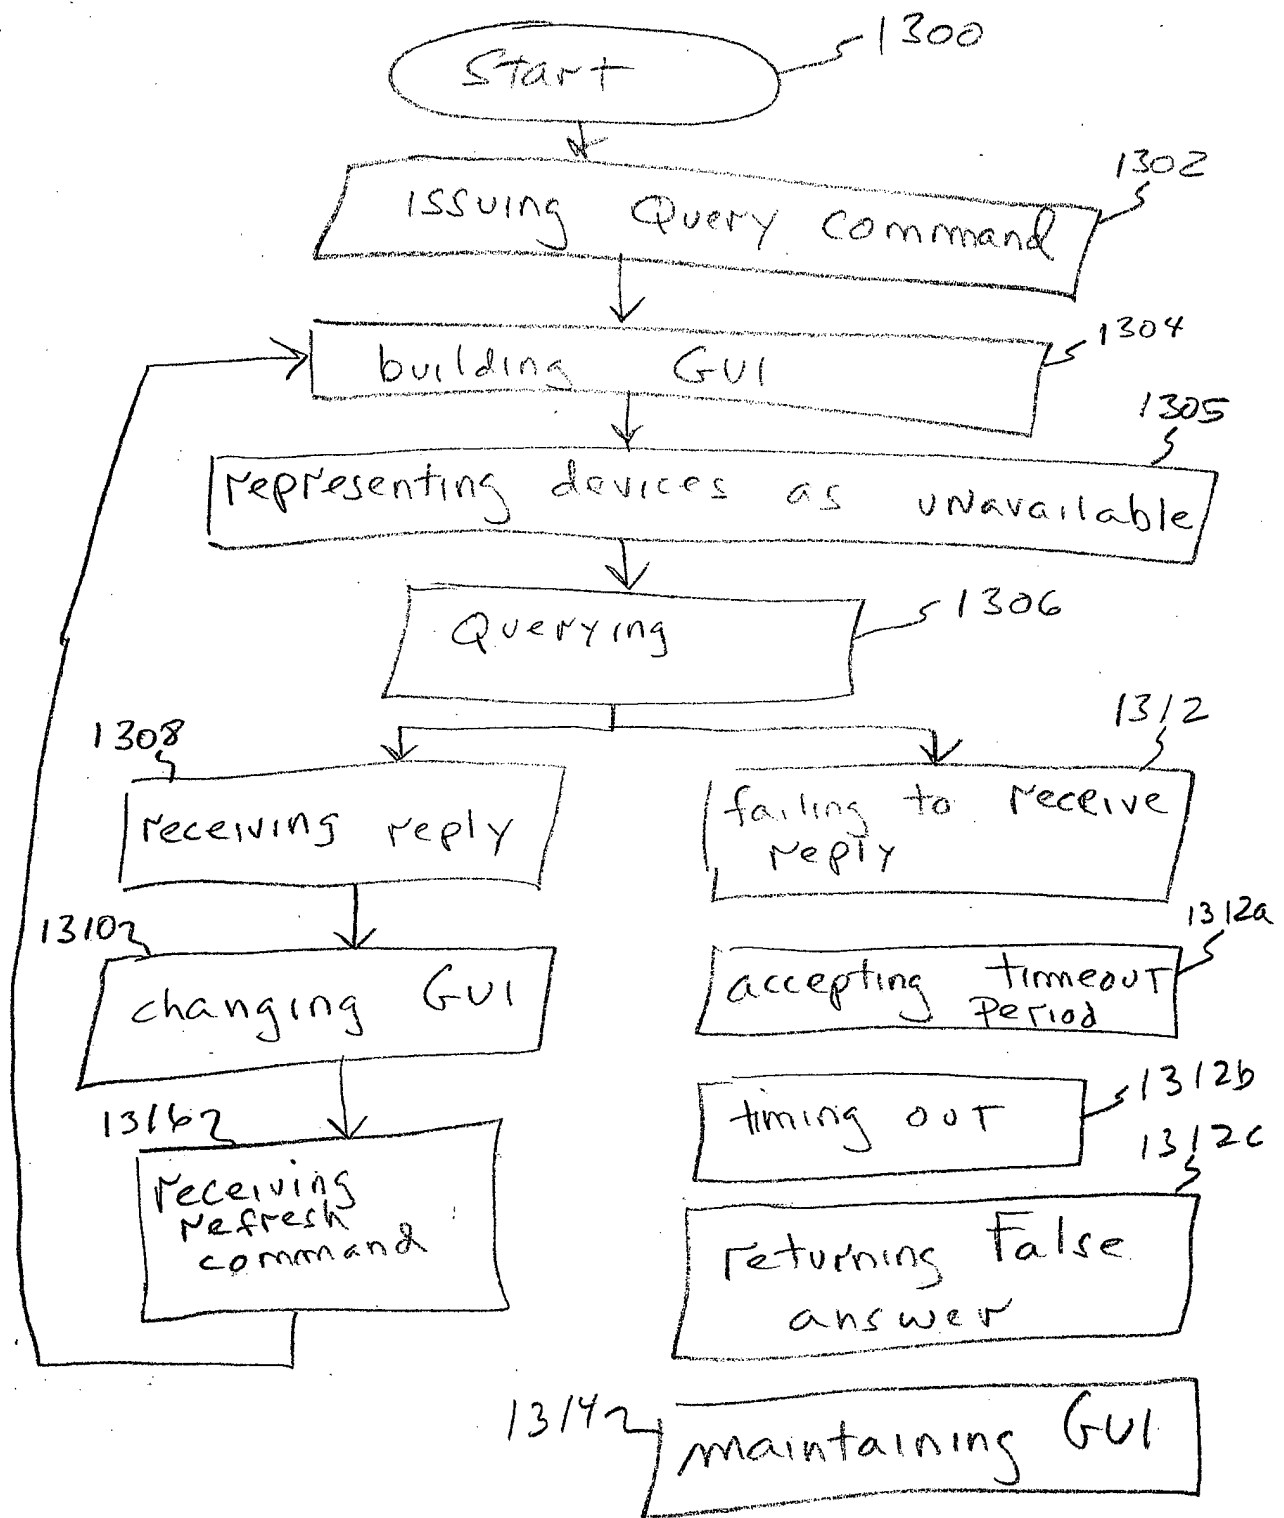 1300
Start
1302
issuing Query command
1304
building GUI
1305
representing devices as unavailable
1306
Querying
1308
receiving reply
1310
changing GUI
1316
receiving
refresh
command
1312
failing to receive
reply
1312a
accepting timeout
Period
1312b
timing out
1312c
returning False
answer
1314
maintaining GUI